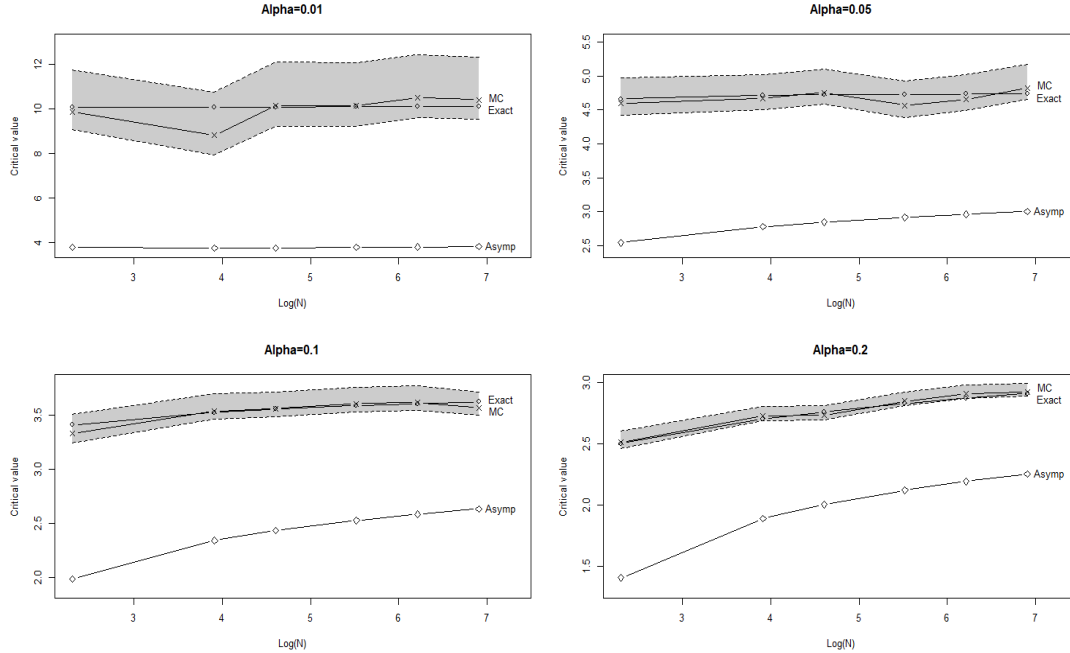 Alpha=0.01
Critical value
12
10
8
6
4
MC
Exact
Asymp
3
4
5
6
7
Log(N)
Alpha=0.05
Critical value
5.5
5.0
4.5
4.0
3.5
3.0
2.5
MC
Exact
Asymp
3
4
5
6
7
Log(N)
Alpha=0.1
Critical value
3.5
3.0
2.5
2.0
Exact
MC
Asymp
3
4
5
6
7
Log(N)
Alpha=0.2
Critical value
3.0
2.5
2.0
1.5
MC
Exact
Asymp
3
4
5
6
7
Log(N)